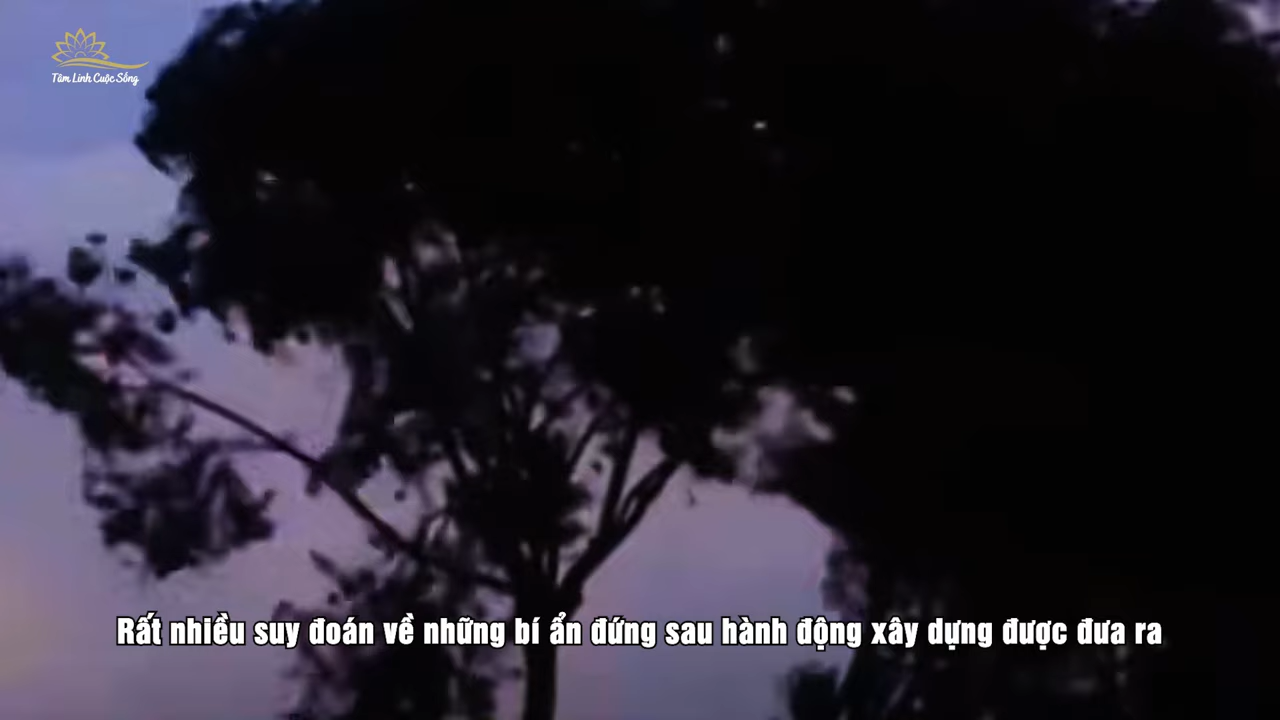 Tâm Linh Cuộc Sống
Rất nhiều suy đoán về những bí ẩn đứng sau hành động xây dựng được đưa ra